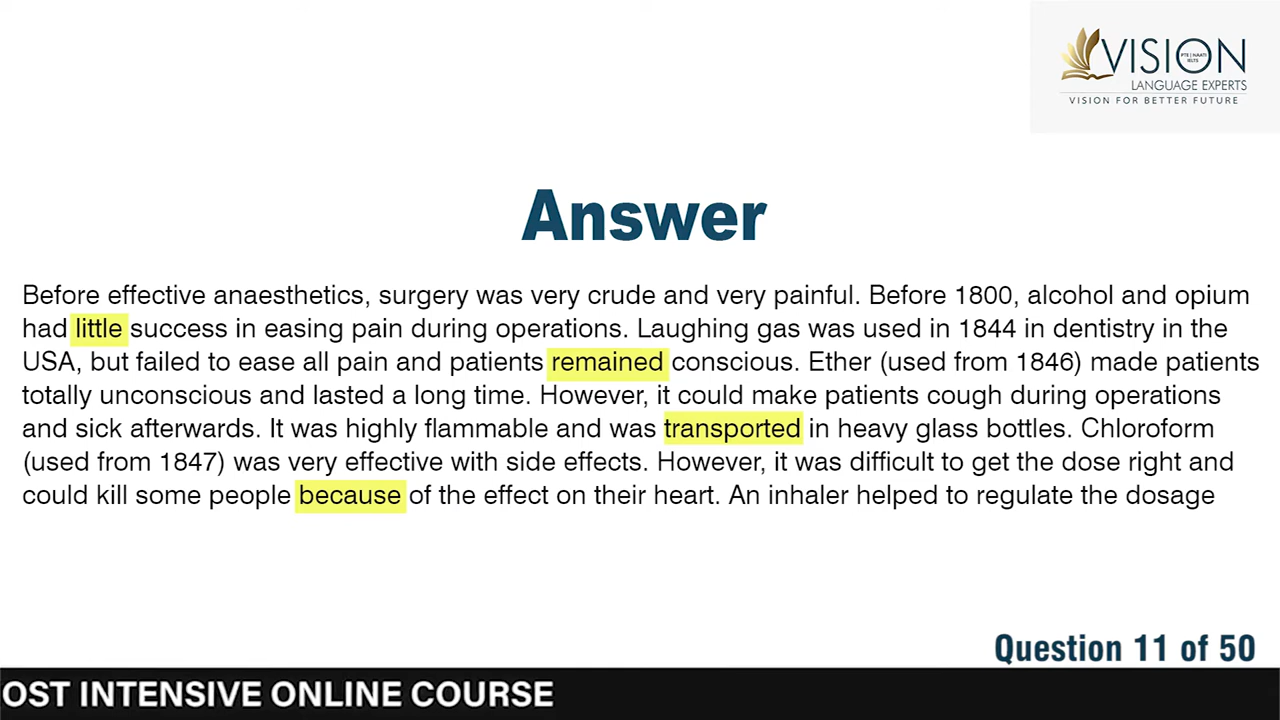 VISION
PTE | NAATI
IELTS
LANGUAGE EXPERTS
VISION FOR BETTER FUTURE
Answer
Before effective anaesthetics, surgery was very crude and very painful. Before 1800, alcohol and opium
had little success in easing pain during operations. Laughing gas was used in 1844 in dentistry in the
USA, but failed to ease all pain and patients remained conscious. Ether (used from 1846) made patients
totally unconscious and lasted a long time. However, it could make patients cough during operations
and sick afterwards. It was highly flammable and was transported in heavy glass bottles. Chloroform
(used from 1847) was very effective with side effects. However, it was difficult to get the dose right and
could kill some people because of the effect on their heart. An inhaler helped to regulate the dosage
Question 11 of 50
OST INTENSIVE ONLINE COURSE